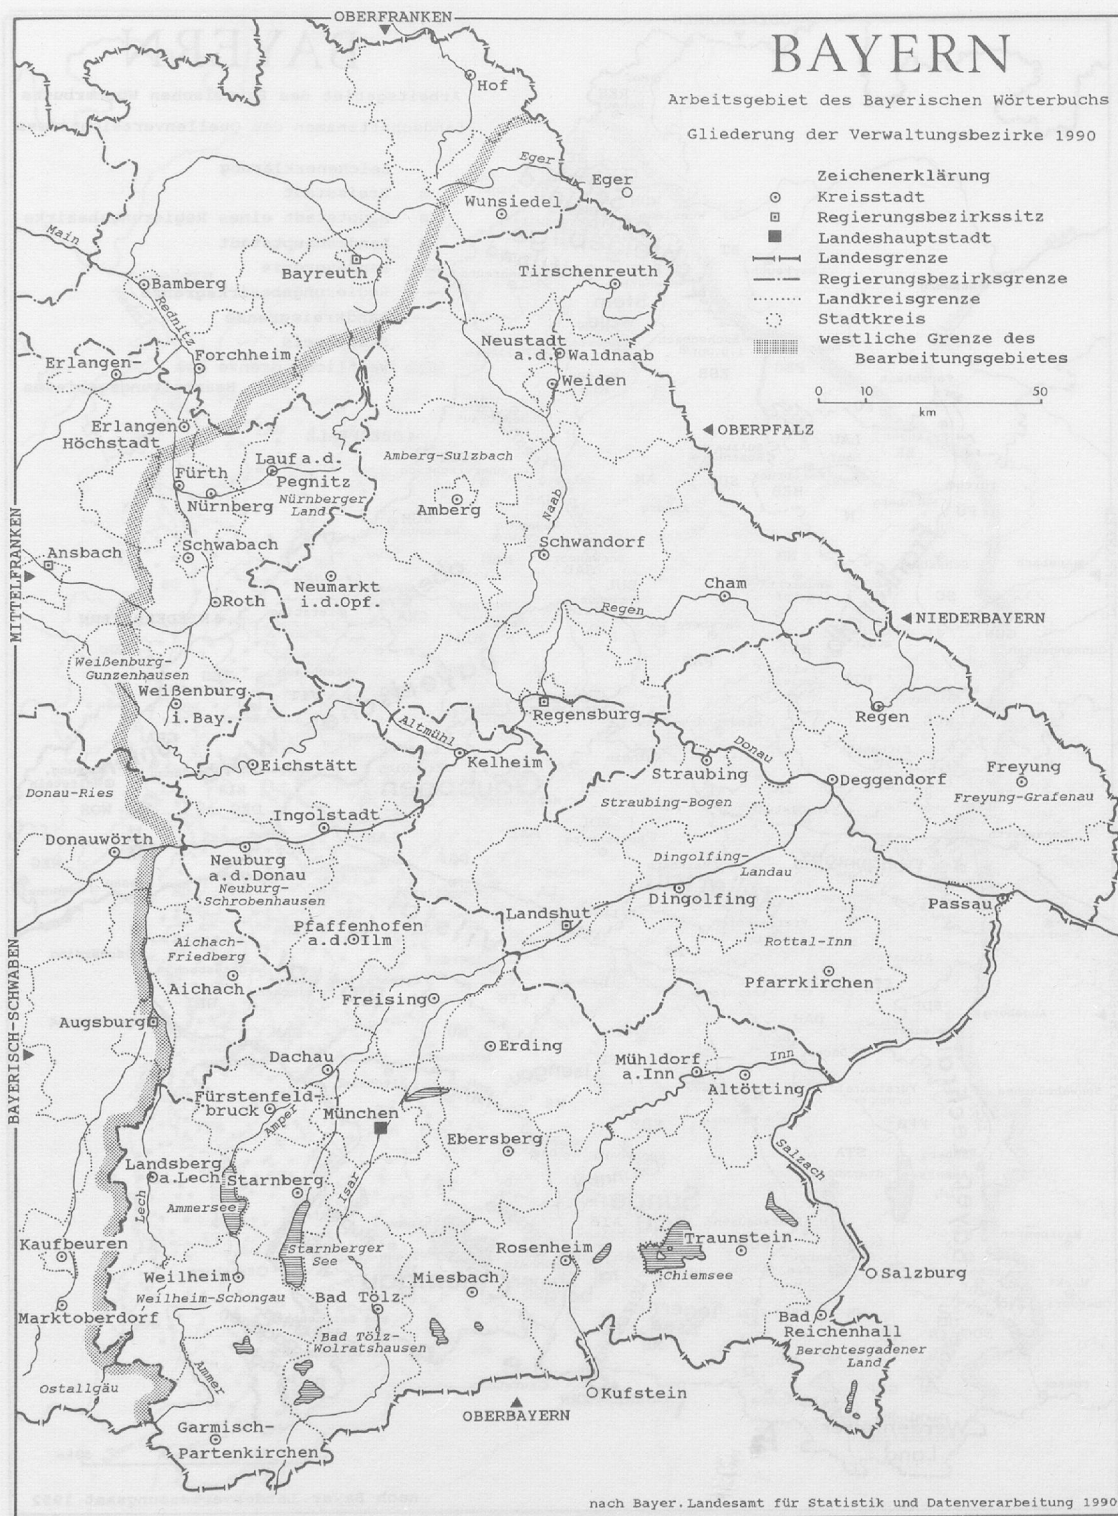 OBERFRANKEN
BAYERN
Arbeitsgebiet des Bayerischen Wörterbuchs
Gliederung der Verwaltungsbezirke 1990
Zeichenerklärung
Kreisstadt
Regierungsbezirkssitz
Landeshauptstadt
Landesgrenze
Regierungsbezirksgrenze
Landkreisgrenze
Stadtkreis
westliche Grenze des
Bearbeitungsgebietes
0 10 50
km
Hof
Eger
Eger
Wunsiedel
Main
Bayreuth
Tirschenreuth
Bamberg
Rednitz
Neustadt
a.d. Waldnaab
Forchheim
Erlangen-
Weiden
Erlangen
Höchstadt
OBERPFALZ
Lauf a.d.
Pegnitz
Amberg-Sulzbach
Fürth
Nürnberg
Nürnberger
Land
Amberg
Naab
MITTELFRANKEN
Ansbach
Schwabach
Schwandorf
Neumarkt
i.d.Opf.
Roth
Cham
Regen
NIEDERBAYERN
Weißenburg-
Gunzenhausen
Weißenburg
i.Bay.
Regensburg
Regen
Altmühl
Eichstätt
Kelheim
Donau
Straubing
Deggendorf
Freyung
Freyung-Grafenau
Donau-Ries
Straubing-Bogen
Ingolstadt
Donauwörth
Neuburg
a.d.Donau
Neuburg-
Schrobenhausen
Dingolfing-
Landau
Dingolfing
Passau
Landshut
Pfaffenhofen
a.d. Ilm
Rottal-Inn
Pfarrkirchen
Aichach-
Friedberg
Aichach
BAYERISCH-SCHWABEN
Freising
Augsburg
Erding
Dachau
Mühldorf
a.Inn
Inn
Altötting
Fürstenfeld-
bruck
Amper
München
Ebersberg
Salzach
Landsberg
a.Lech
Lech
Starnberg
Isar
Ammersee
Kaufbeuren
Starnberger
See
Rosenheim
Traunstein
Chiemsee
Salzburg
Weilheim
Weilheim-Schongau
Miesbach
Marktoberdorf
Bad Tölz
Bad Tölz-
Wolratshausen
Bad
Reichenhall
Berchtesgadener
Land
Ammer
Ostallgäu
Kufstein
OBERBAYERN
Garmisch-
Partenkirchen
nach Bayer.Landesamt für Statistik und Datenverarbeitung 1990